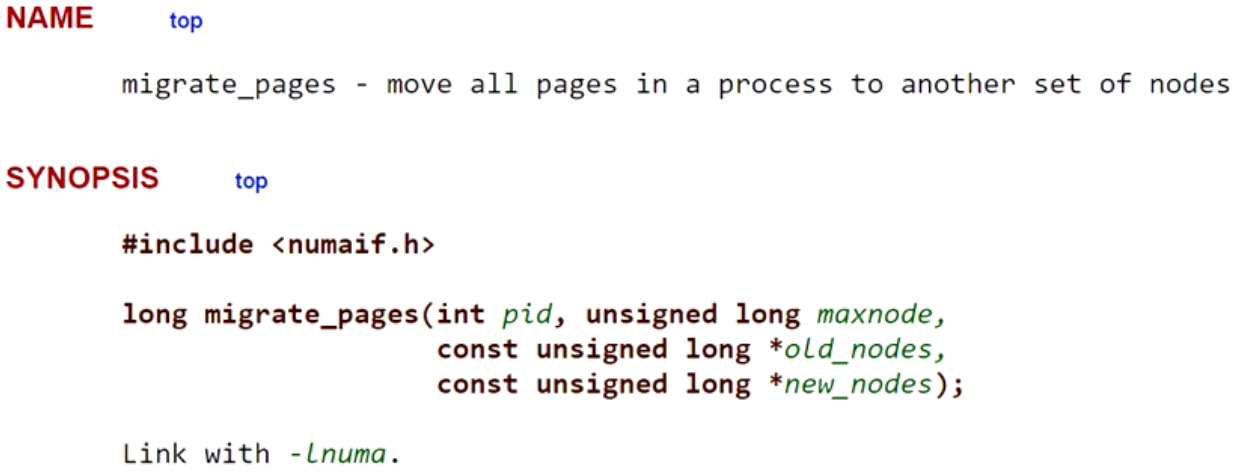 NAME top
migrate_pages - move all pages in a process to another set of nodes
SYNOPSIS top
#include <numaif.h>
long migrate_pages(int pid, unsigned long maxnode,
const unsigned long *old_nodes,
const unsigned long *new_nodes);
Link with -lnuma.